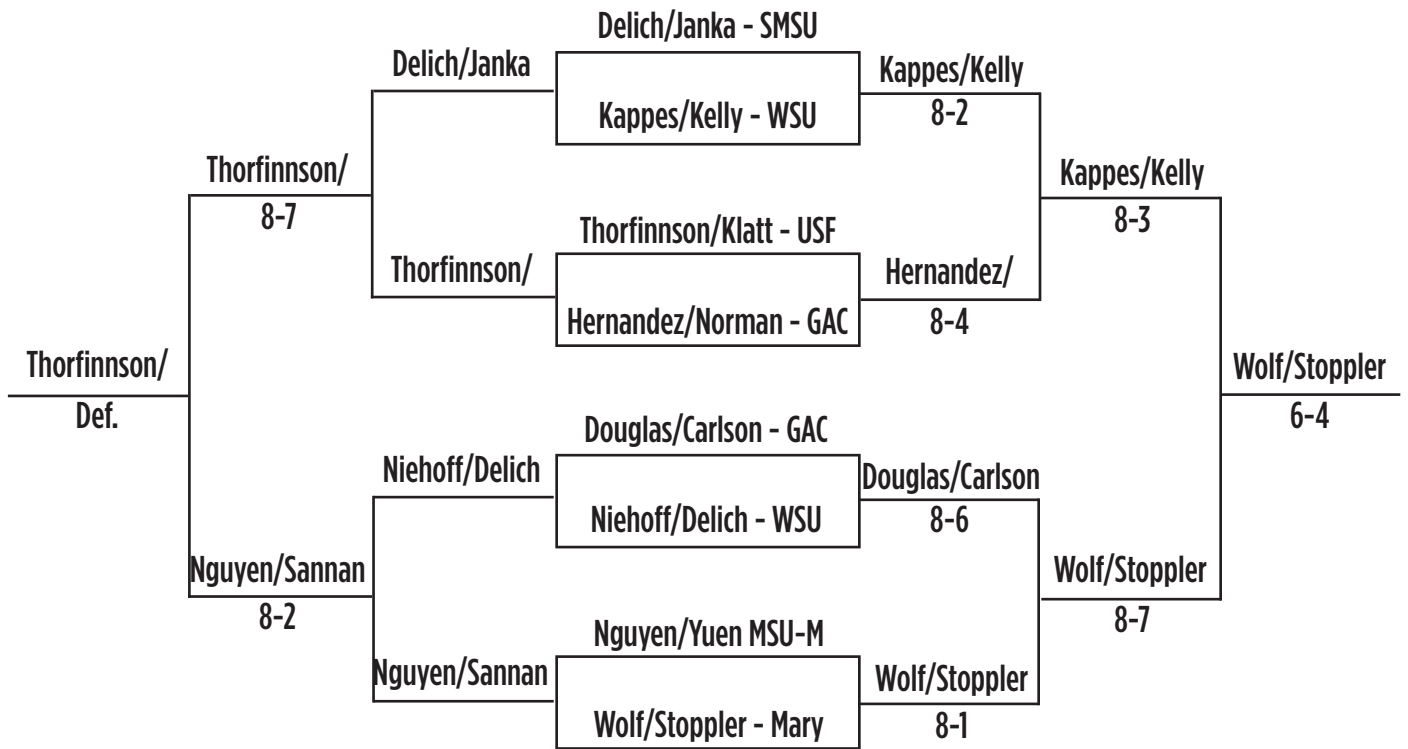 Delich/Janka - SMSU
Delich/Janka
Kappes/Kelly
8-2
Kappes/Kelly - WSU
Thorfinnson/
8-7
Kappes/Kelly
8-3
Thorfinnson/Klatt - USF
Thorfinnson/
Hernandez/
8-4
Hernandez/Norman - GAC
Thorfinnson/
Def.
Wolf/Stoppler
6-4
Douglas/Carlson - GAC
Niehoff/Delich
Douglas/Carlson
8-6
Niehoff/Delich - WSU
Nguyen/Sannan
8-2
Wolf/Stoppler
8-7
Nguyen/Yuen MSU-M
Nguyen/Sannan
Wolf/Stoppler
8-1
Wolf/Stoppler - Mary